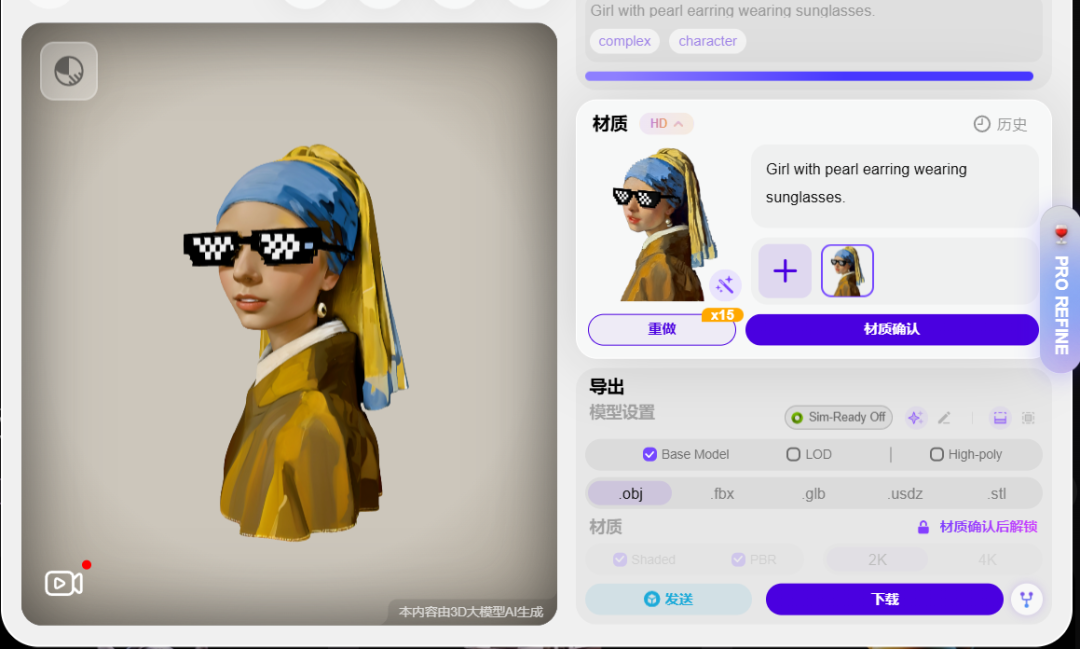 Girl with pearl earring wearing sunglasses.
complex character
材质 HD 历史
Girl with pearl earring wearing
sunglasses.
x15
重做 材质确认
PRO REFINE
导出
模型设置 Sim-Ready Off
Base Model LOD High-poly
.obj .fbx .glb .usdz .stl
材质 材质确认后解锁
Shaded PBR 2K 4K
发送 下载
本内容由3D大模型AI生成